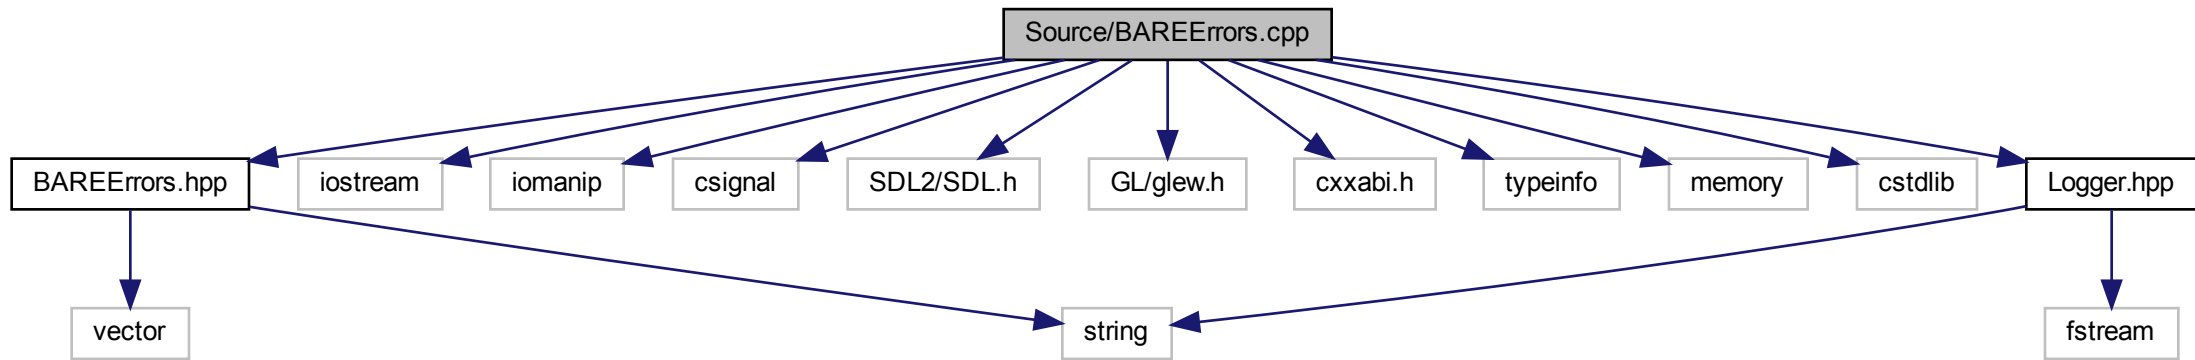 Source/BAREErrors.cpp
BAREErrors.hpp
iostream
iomanip
csignal
SDL2/SDL.h
GL/glew.h
cxxabi.h
typeinfo
memory
cstdlib
Logger.hpp
vector
string
fstream